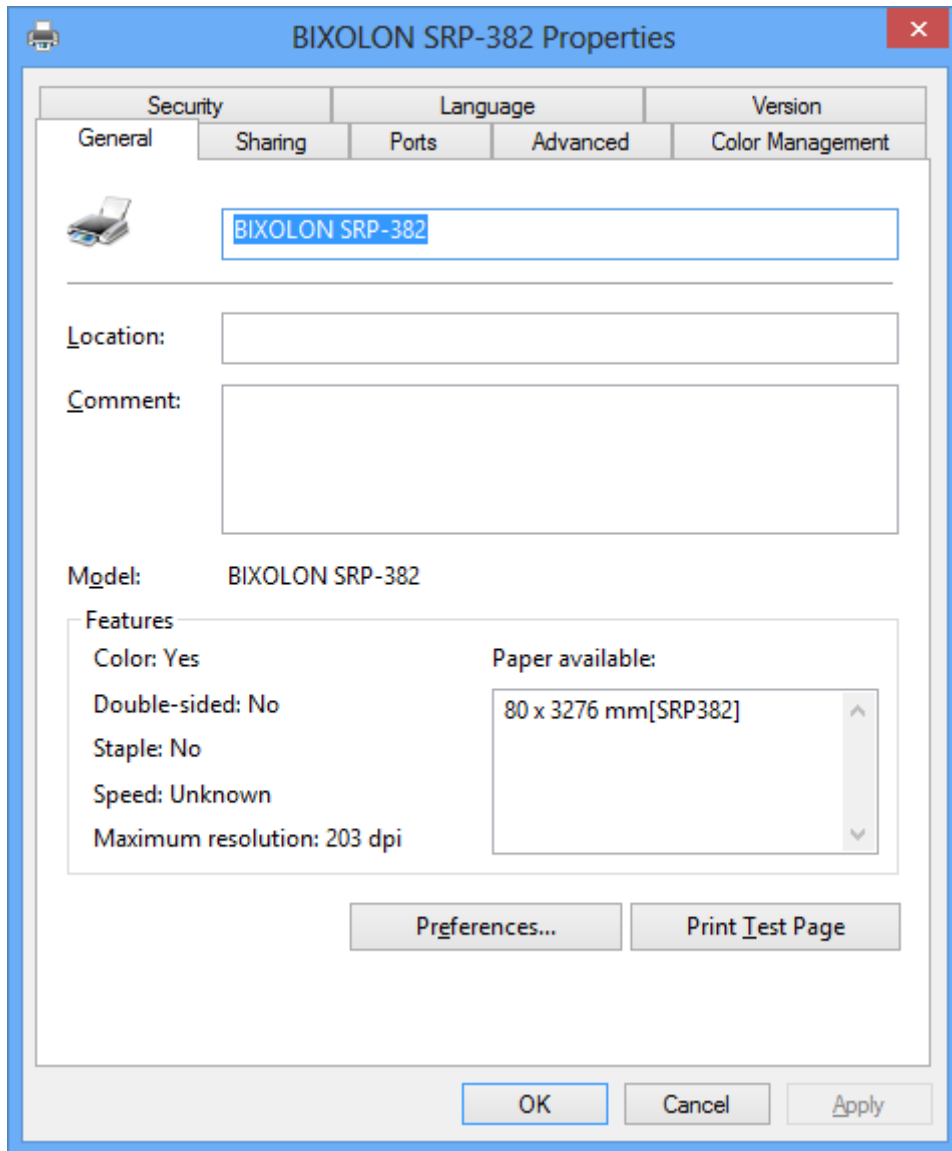 BIXOLON SRP-382 Properties
Security Language Version
General Sharing Ports Advanced Color Management
BIXOLON SRP-382
Location:
Comment:
Model: BIXOLON SRP-382
Features
Color: Yes
Double-sided: No
Staple: No
Speed: Unknown
Maximum resolution: 203 dpi
Paper available:
80 x 3276 mm[SRP382]
Preferences... Print Test Page
OK Cancel Apply